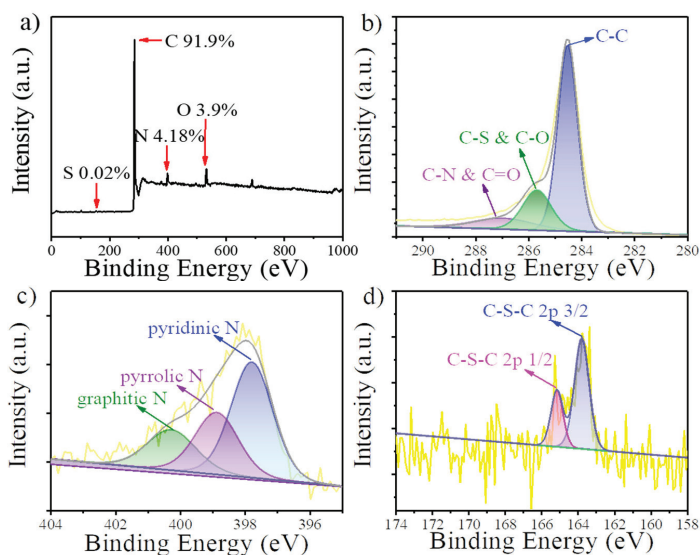 a)
C 91.9%
O 3.9%
N 4.18%
S 0.02%
Intensity (a.u.)
0 200 400 600 800 1000
Binding Energy (eV)
b)
C-C
C-S & C-O
C-N & C=O
Intensity (a.u.)
290 288 286 284 282 280
Binding Energy (eV)
c)
pyridinic N
pyrrolic N
graphitic N
Intensity (a.u.)
404 402 400 398 396
Binding Energy (eV)
d)
C-S-C 2p 3/2
C-S-C 2p 1/2
Intensity (a.u.)
174 172 170 168 166 164 162 160 158
Binding Energy (eV)